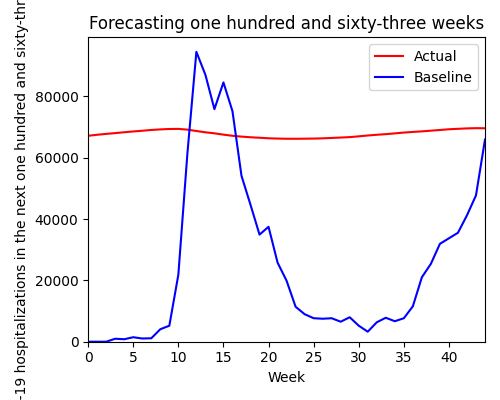 Forecasting one hundred and sixty-three weeks
-19 hospitalizations in the next one hundred and sixty-thr
Actual
Baseline
80000
60000
40000
20000
0
0 5 10 15 20 25 30 35 40
Week